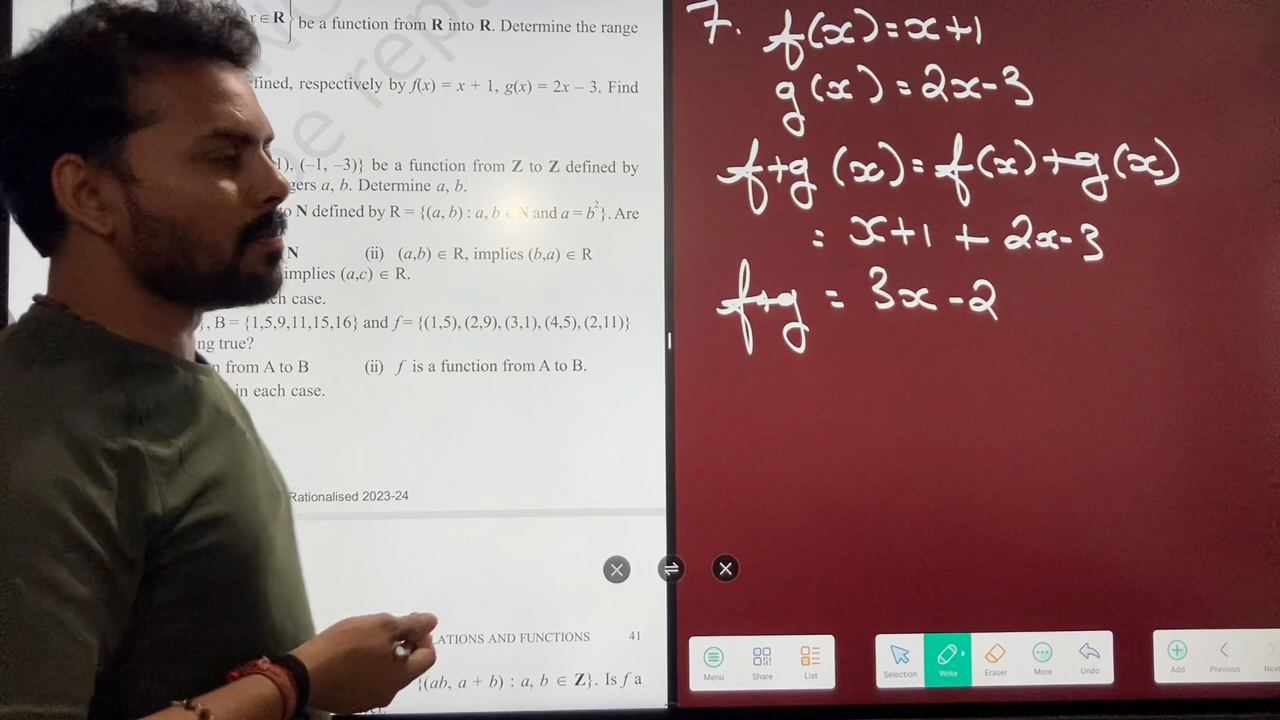 r ∈ R} be a function from R into R. Determine the range
fined, respectively by f(x) = x + 1, g(x) = 2x – 3. Find
1), (–1, –3)} be a function from Z to Z defined by
gers a, b. Determine a, b.
o N defined by R = {(a, b) : a, b ∈ N and a = b²}. Are
N (ii) (a,b) ∈ R, implies (b,a) ∈ R
implies (a,c) ∈ R.
ch case.
}, B = {1,5,9,11,15,16} and f = {(1,5), (2,9), (3,1), (4,5), (2,11)}
ng true?
n from A to B (ii) f is a function from A to B.
in each case.
Rationalised 2023-24
LATIONS AND FUNCTIONS 41
{(ab, a + b) : a, b ∈ Z}. Is f a
be rep
7. f(x)=x+1
g(x)=2x-3
f+g (x)=f(x)+g(x)
= x+1 + 2x-3
f+g = 3x-2
Menu Share List Selection Write Eraser More Undo Add Previous Next